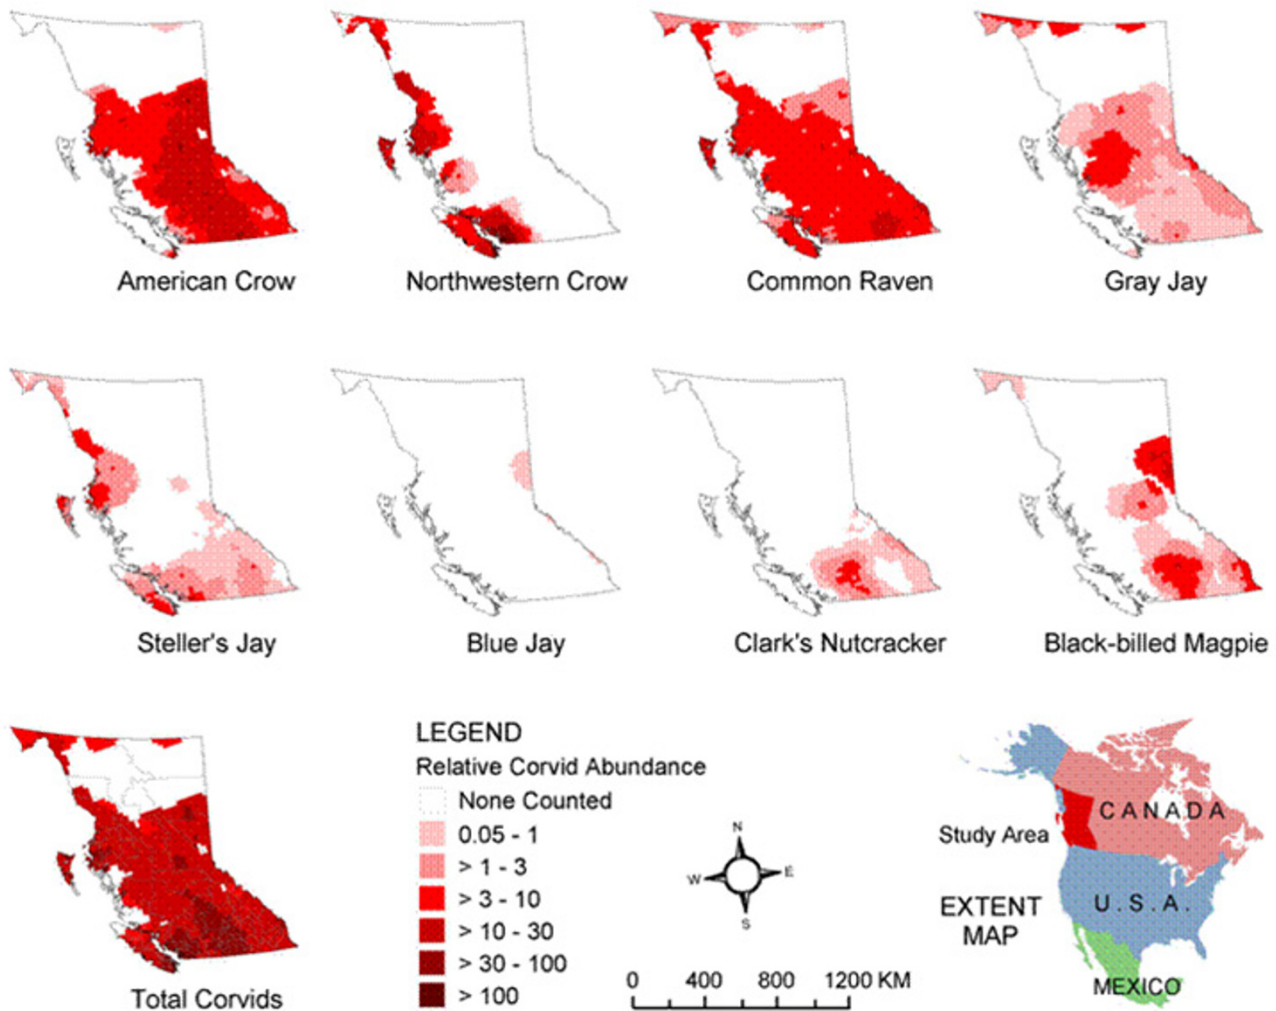 American Crow
Northwestern Crow
Common Raven
Gray Jay
Steller's Jay
Blue Jay
Clark's Nutcracker
Black-billed Magpie
Total Corvids
LEGEND
Relative Corvid Abundance
None Counted
0.05 - 1
> 1 - 3
> 3 - 10
> 10 - 30
> 30 - 100
> 100
N
W
E
S
0 400 800 1200 KM
CANADA
Study Area
U.S.A.
EXTENT
MAP
MEXICO